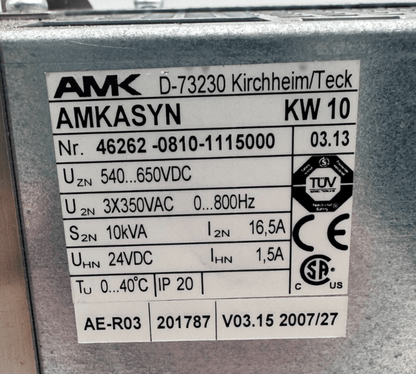 AMK D-73230 Kirchheim/Teck
AMKASYN KW 10
Nr. 46262 -0810-1115000 03.13
UZN 540...650VDC
U2N 3X350VAC 0...800Hz
S2N 10kVA I2N 16,5A
UHN 24VDC IHN 1,5A
TU 0...40°C IP 20
TÜV
CE
C SA US
AE-R03 201787 V03.15 2007/27